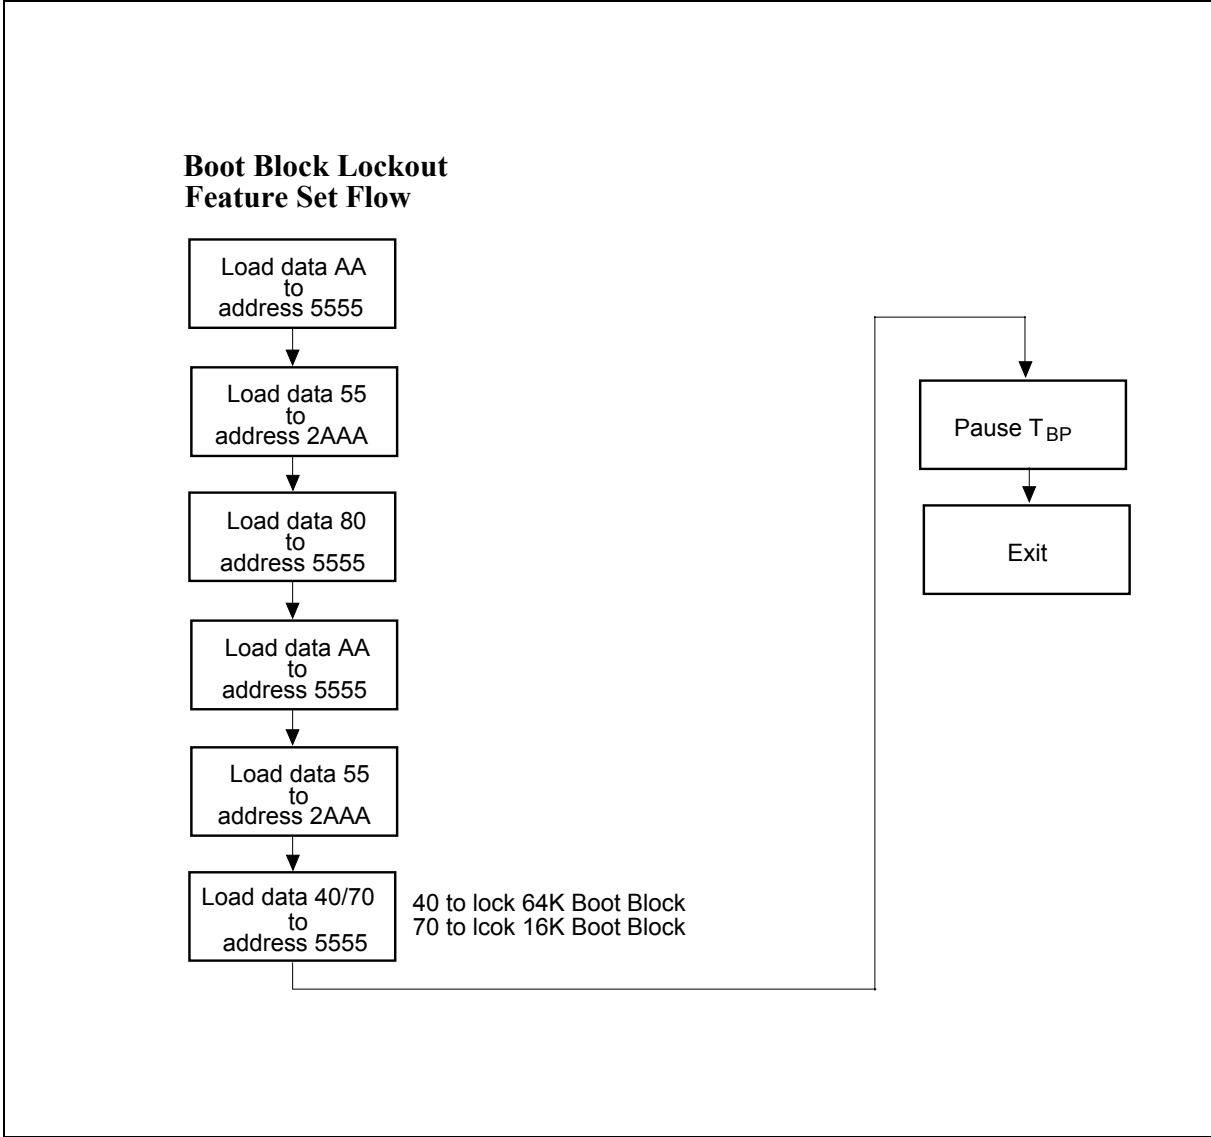 Boot Block Lockout
Feature Set Flow
Load data AA
to
address 5555
Load data 55
to
address 2AAA
Load data 80
to
address 5555
Load data AA
to
address 5555
Load data 55
to
address 2AAA
Load data 40/70
to
address 5555
40 to lock 64K Boot Block
70 to lcok 16K Boot Block
Pause TBP
Exit